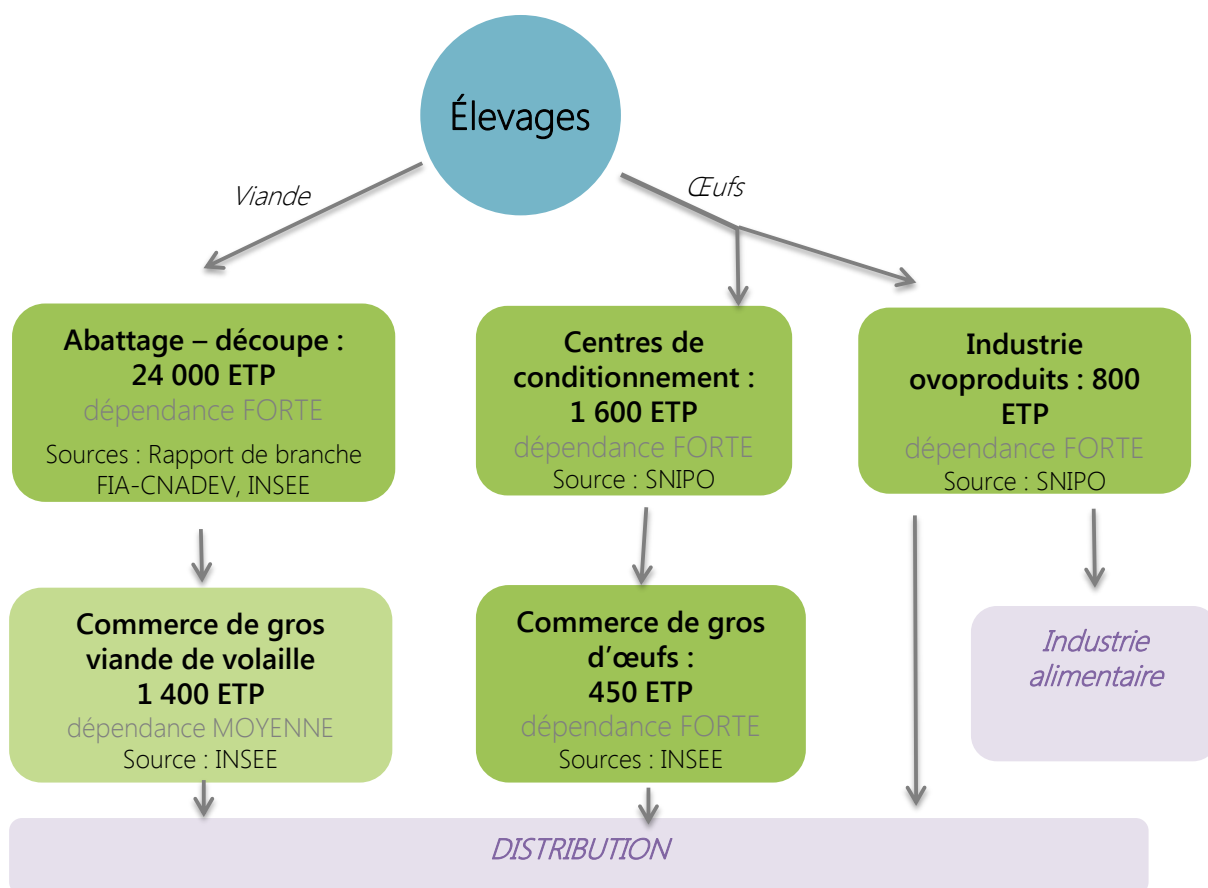 Élevages
Viande
Œufs
Abattage – découpe :
24 000 ETP
dépendance FORTE
Sources : Rapport de branche
FIA-CNADEV, INSEE
Centres de
conditionnement :
1 600 ETP
dépendance FORTE
Source : SNIPO
Industrie
ovoproduits : 800
ETP
dépendance FORTE
Source : SNIPO
Commerce de gros
viande de volaille
1 400 ETP
dépendance MOYENNE
Source : INSEE
Commerce de gros
d’œufs :
450 ETP
dépendance FORTE
Sources : INSEE
Industrie
alimentaire
DISTRIBUTION